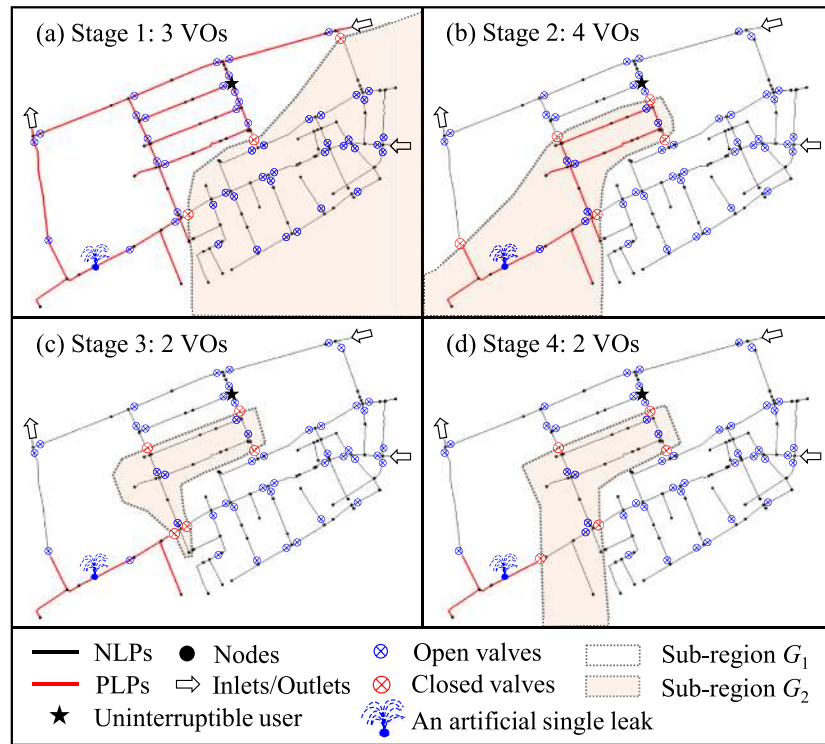 (a) Stage 1: 3 VOs
(b) Stage 2: 4 VOs
(c) Stage 3: 2 VOs
(d) Stage 4: 2 VOs
NLPs
Nodes
Open valves
Sub-region G₁
PLPs
Inlets/Outlets
Closed valves
Sub-region G₂
Uninterruptible user
An artificial single leak